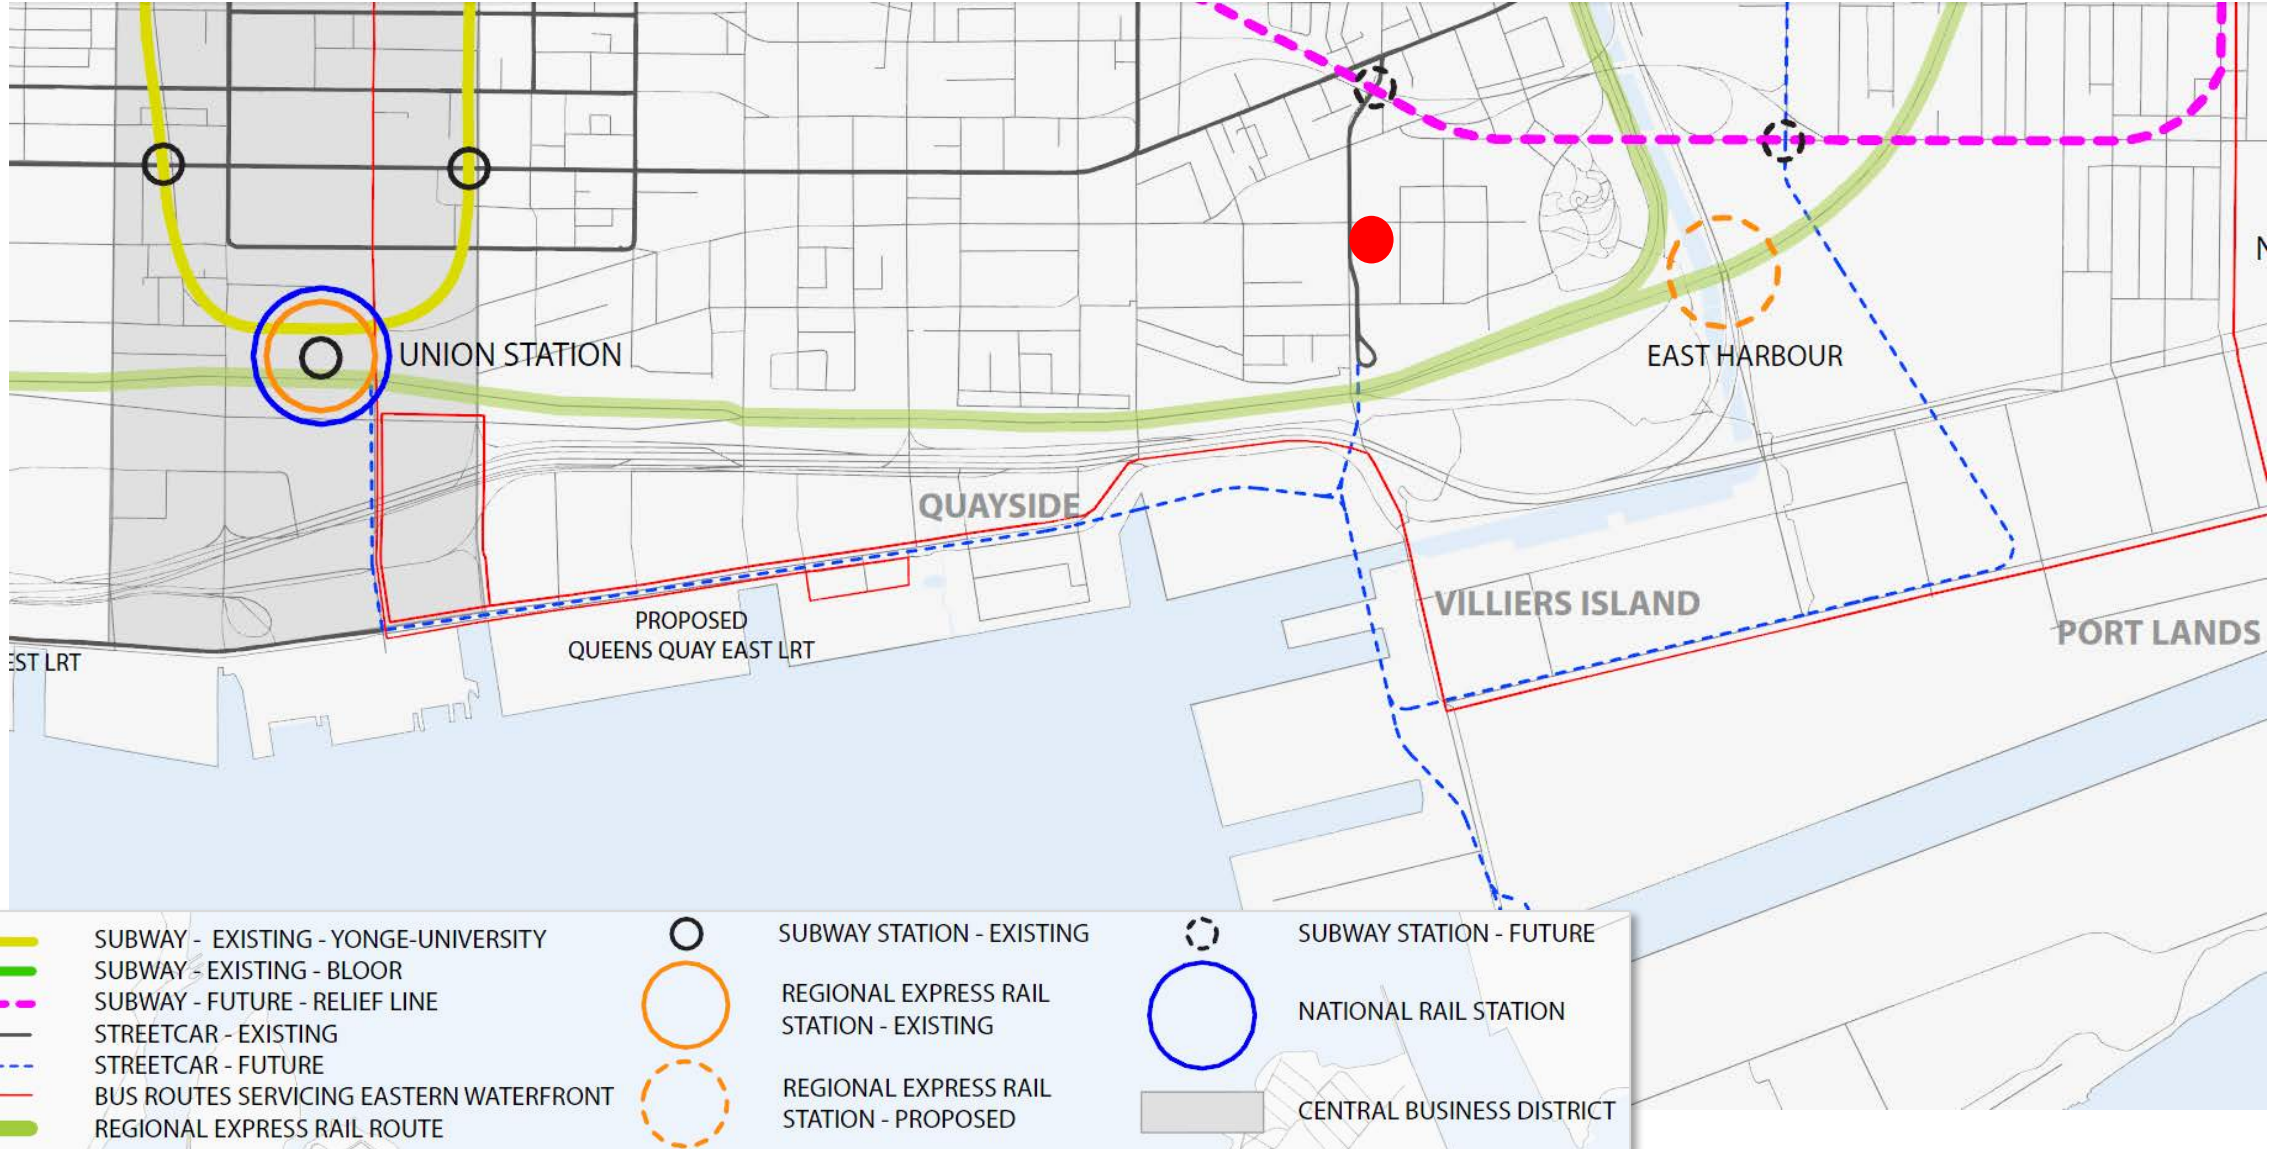 UNION STATION
EAST HARBOUR
QUAYSIDE
VILLIERS ISLAND
PORT LANDS
PROPOSED
QUEENS QUAY EAST LRT
EST LRT
N
SUBWAY - EXISTING - YONGE-UNIVERSITY
SUBWAY - EXISTING - BLOOR
SUBWAY - FUTURE - RELIEF LINE
STREETCAR - EXISTING
STREETCAR - FUTURE
BUS ROUTES SERVICING EASTERN WATERFRONT
REGIONAL EXPRESS RAIL ROUTE
SUBWAY STATION - EXISTING
REGIONAL EXPRESS RAIL
STATION - EXISTING
REGIONAL EXPRESS RAIL
STATION - PROPOSED
SUBWAY STATION - FUTURE
NATIONAL RAIL STATION
CENTRAL BUSINESS DISTRICT